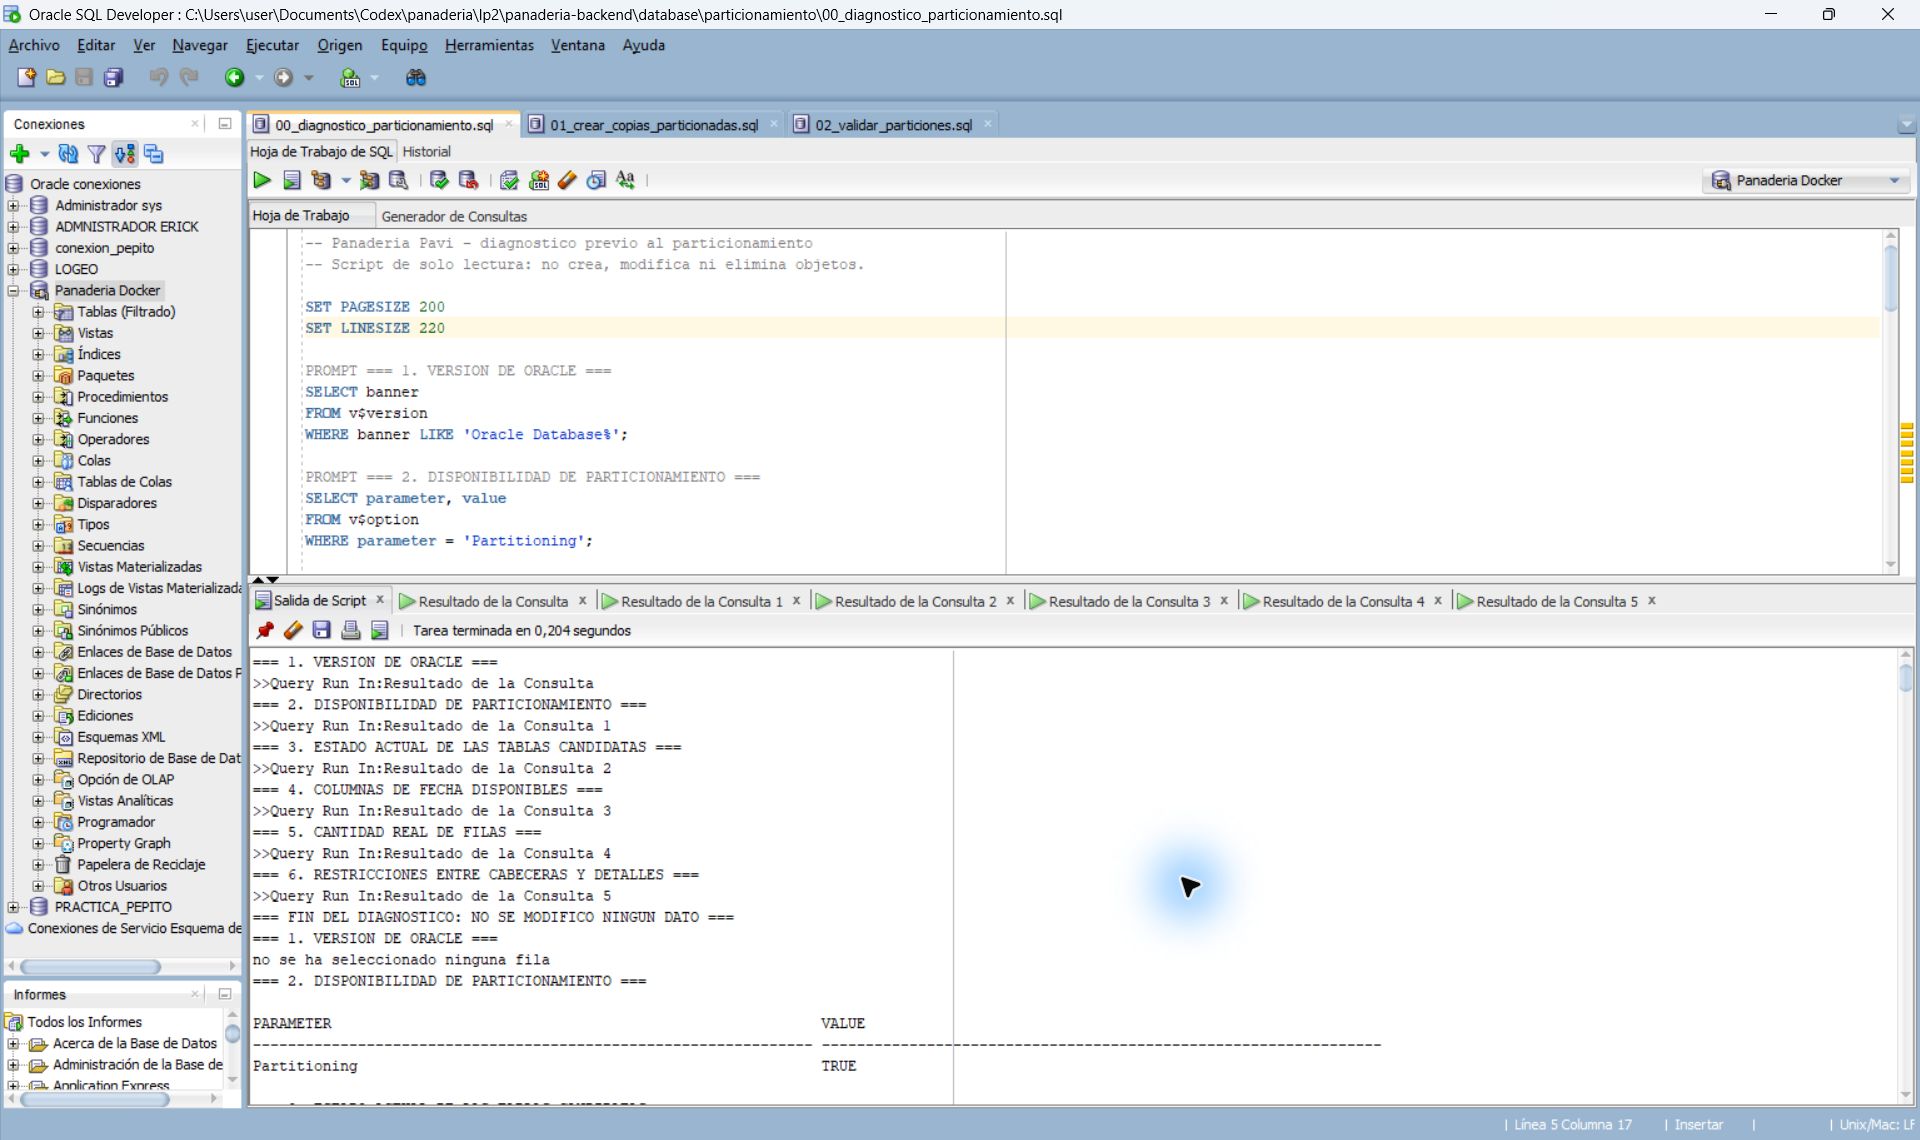 Oracle SQL Developer : C:\Users\user\Documents\Codex\panaderia\lp2\panaderia-backend\database\particionamiento\00_diagnostico_particionamiento.sql
Archivo Editar Ver Navegar Ejecutar Origen Equipo Herramientas Ventana Ayuda
Conexiones
00_diagnostico_particionamiento.sql
01_crear_copias_particionadas.sql
02_validar_particiones.sql
Hoja de Trabajo de SQL Historial
Panaderia Docker
Hoja de Trabajo Generador de Consultas
Oracle conexiones
Administrador sys
ADMNISTRADOR ERICK
conexion_pepito
LOGEO
Panaderia Docker
Tablas (Filtrado)
Vistas
Índices
Paquetes
Procedimientos
Funciones
Operadores
Colas
Tablas de Colas
Disparadores
Tipos
Secuencias
Vistas Materializadas
Logs de Vistas Materializada
Sinónimos
Sinónimos Públicos
Enlaces de Base de Datos
Enlaces de Base de Datos P
Directorios
Ediciones
Esquemas XML
Repositorio de Base de Dat
Opción de OLAP
Vistas Analíticas
Programador
Property Graph
Papelera de Reciclaje
Otros Usuarios
PRACTICA_PEPITO
Conexiones de Servicio Esquema de
Informes
Todos los Informes
Acerca de la Base de Datos
Administración de la Base de
Application Express
-- Panaderia Pavi - diagnostico previo al particionamiento
-- Script de solo lectura: no crea, modifica ni elimina objetos.
SET PAGESIZE 200
SET LINESIZE 220
PROMPT === 1. VERSION DE ORACLE ===
SELECT banner
FROM v$version
WHERE banner LIKE 'Oracle Database%';
PROMPT === 2. DISPONIBILIDAD DE PARTICIONAMIENTO ===
SELECT parameter, value
FROM v$option
WHERE parameter = 'Partitioning';
Salida de Script
Resultado de la Consulta
Resultado de la Consulta 1
Resultado de la Consulta 2
Resultado de la Consulta 3
Resultado de la Consulta 4
Resultado de la Consulta 5
Tarea terminada en 0,204 segundos
=== 1. VERSION DE ORACLE ===
>>Query Run In:Resultado de la Consulta
=== 2. DISPONIBILIDAD DE PARTICIONAMIENTO ===
>>Query Run In:Resultado de la Consulta 1
=== 3. ESTADO ACTUAL DE LAS TABLAS CANDIDATAS ===
>>Query Run In:Resultado de la Consulta 2
=== 4. COLUMNAS DE FECHA DISPONIBLES ===
>>Query Run In:Resultado de la Consulta 3
=== 5. CANTIDAD REAL DE FILAS ===
>>Query Run In:Resultado de la Consulta 4
=== 6. RESTRICCIONES ENTRE CABECERAS Y DETALLES ===
>>Query Run In:Resultado de la Consulta 5
=== FIN DEL DIAGNOSTICO: NO SE MODIFICO NINGUN DATO ===
=== 1. VERSION DE ORACLE ===
no se ha seleccionado ninguna fila
=== 2. DISPONIBILIDAD DE PARTICIONAMIENTO ===
PARAMETER VALUE
Partitioning TRUE
Línea 5 Columna 17 | Insertar | Unix/Mac: LF